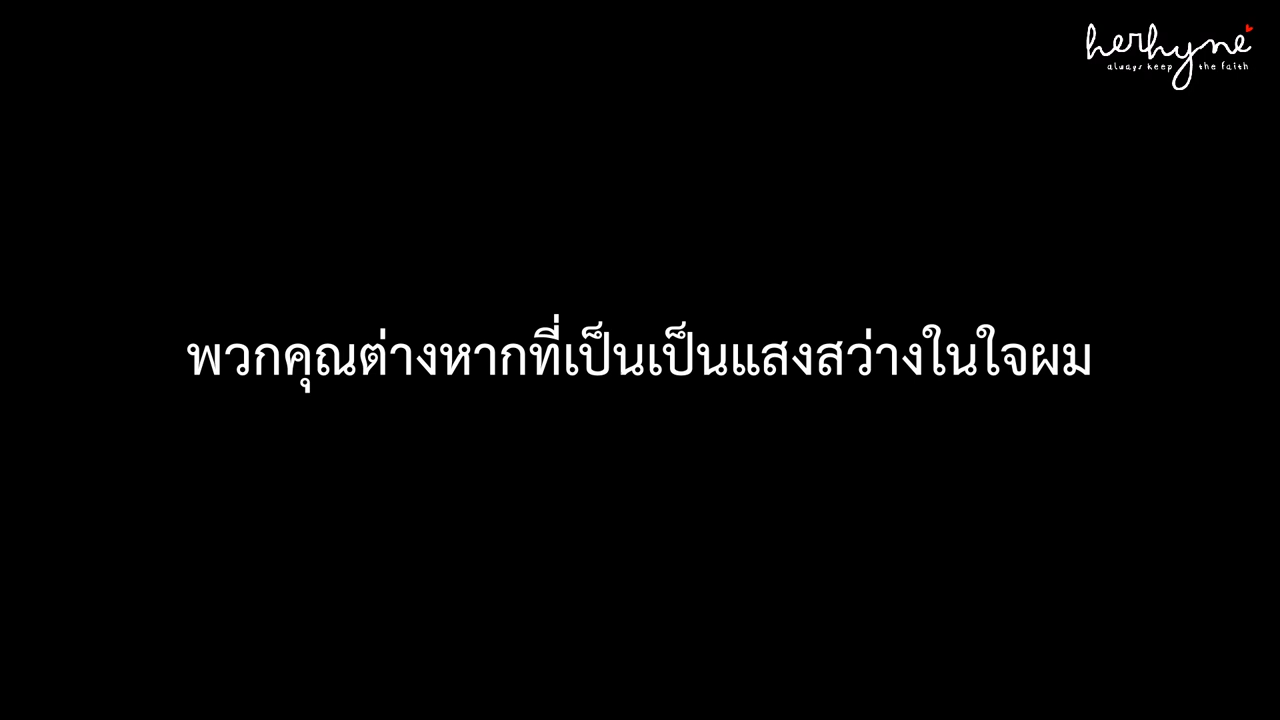 herhyne
always keep the faith
พวกคุณต่างหากที่เป็นเป็นแสงสว่างในใจผม